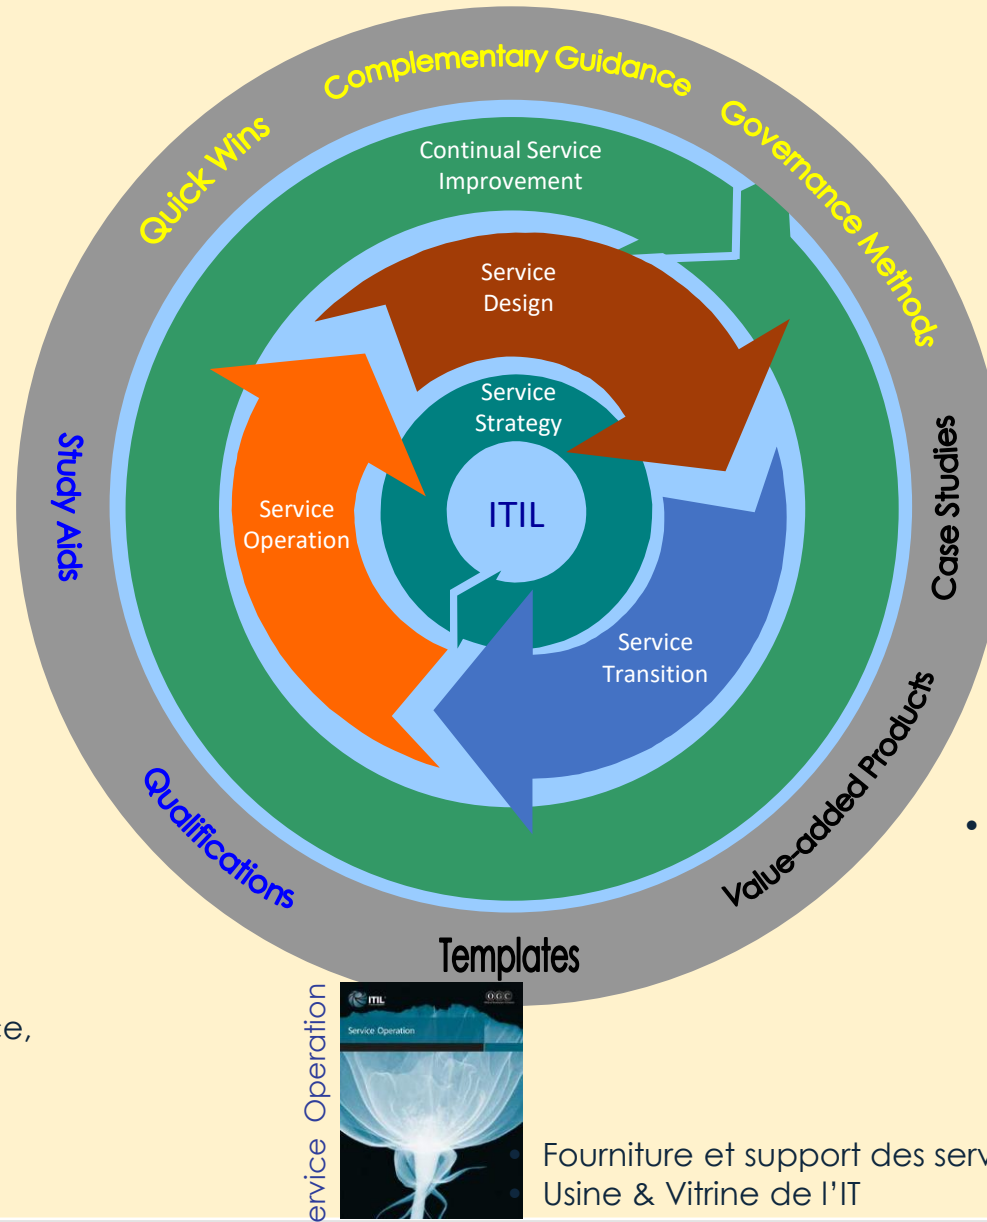 Complementary Guidance
Quick Wins
Governance Methods
Continual Service
Improvement
Service
Design
Service
Strategy
Study Aids
Case Studies
Service
Operation
ITIL
Service
Transition
Value-added Products
Qualifications
Templates
ITIL
OGC
Service Operation
ervice Operation
ce,
•
• Fourniture et support des serv
• Usine & Vitrine de l’IT